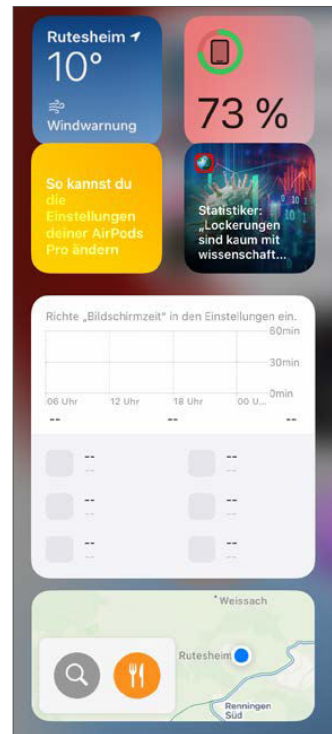 Rutesheim
10°
Windwarnung
73 %
So kannst du
die
Einstellungen
deiner AirPods
Pro ändern
Statistiker:
„Lockerungen
sind kaum mit
wissenschaft...
Richte „Bildschirmzeit" in den Einstellungen ein.
60min
30min
0min
06 Uhr 12 Uhr 18 Uhr 00 U...
-- -- --
-- --
-- --
-- --
-- --
-- --
-- --
Weissach
Rutesheim
Renningen
Süd